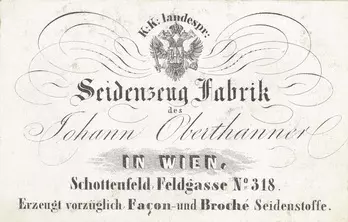 K: K: landespr:
Seidenzeug Fabrik
des
Johann Oberthanner
IN WIEN,
Schottenfeld Feldgasse No 318.
Erzeugt vorzüglich Façon- und Broché Seidenstoffe.